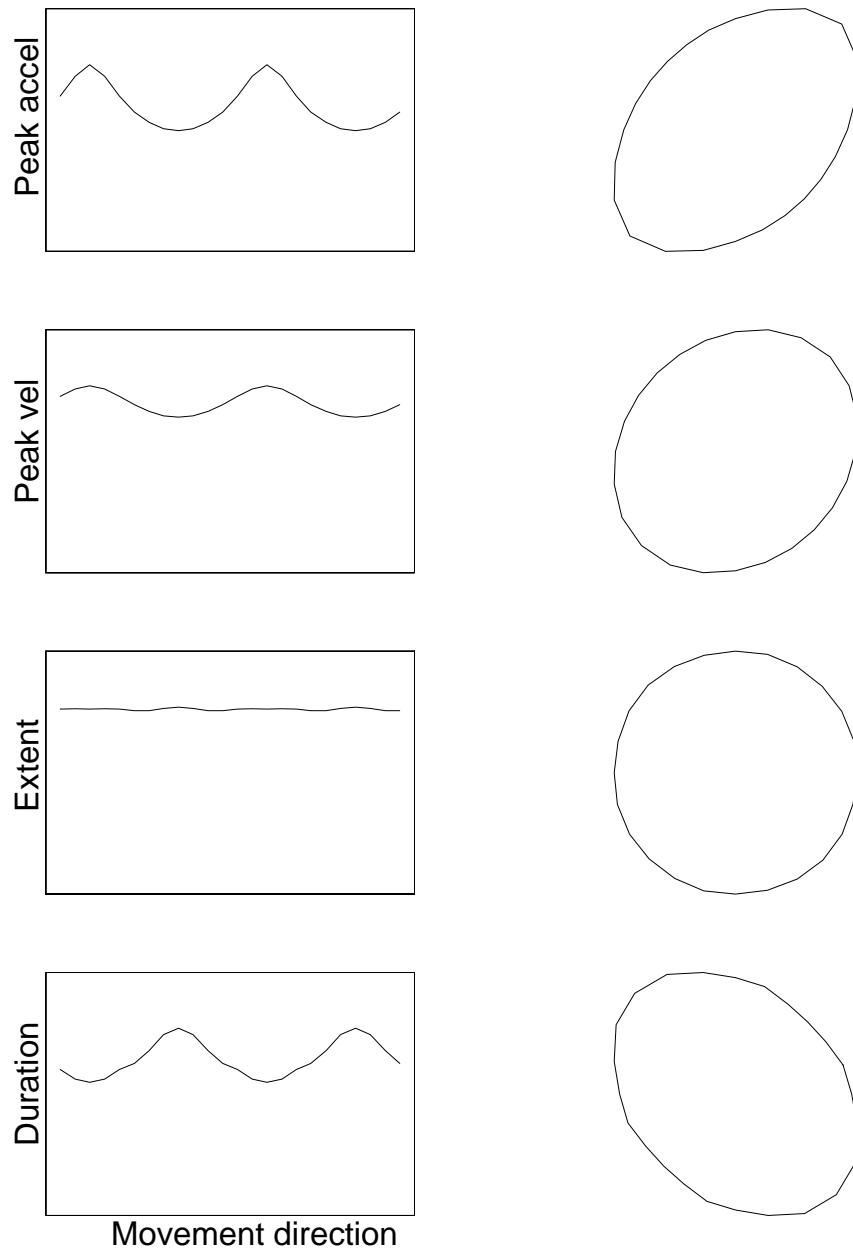 Peak accel
Peak vel
Extent
Duration
Movement direction